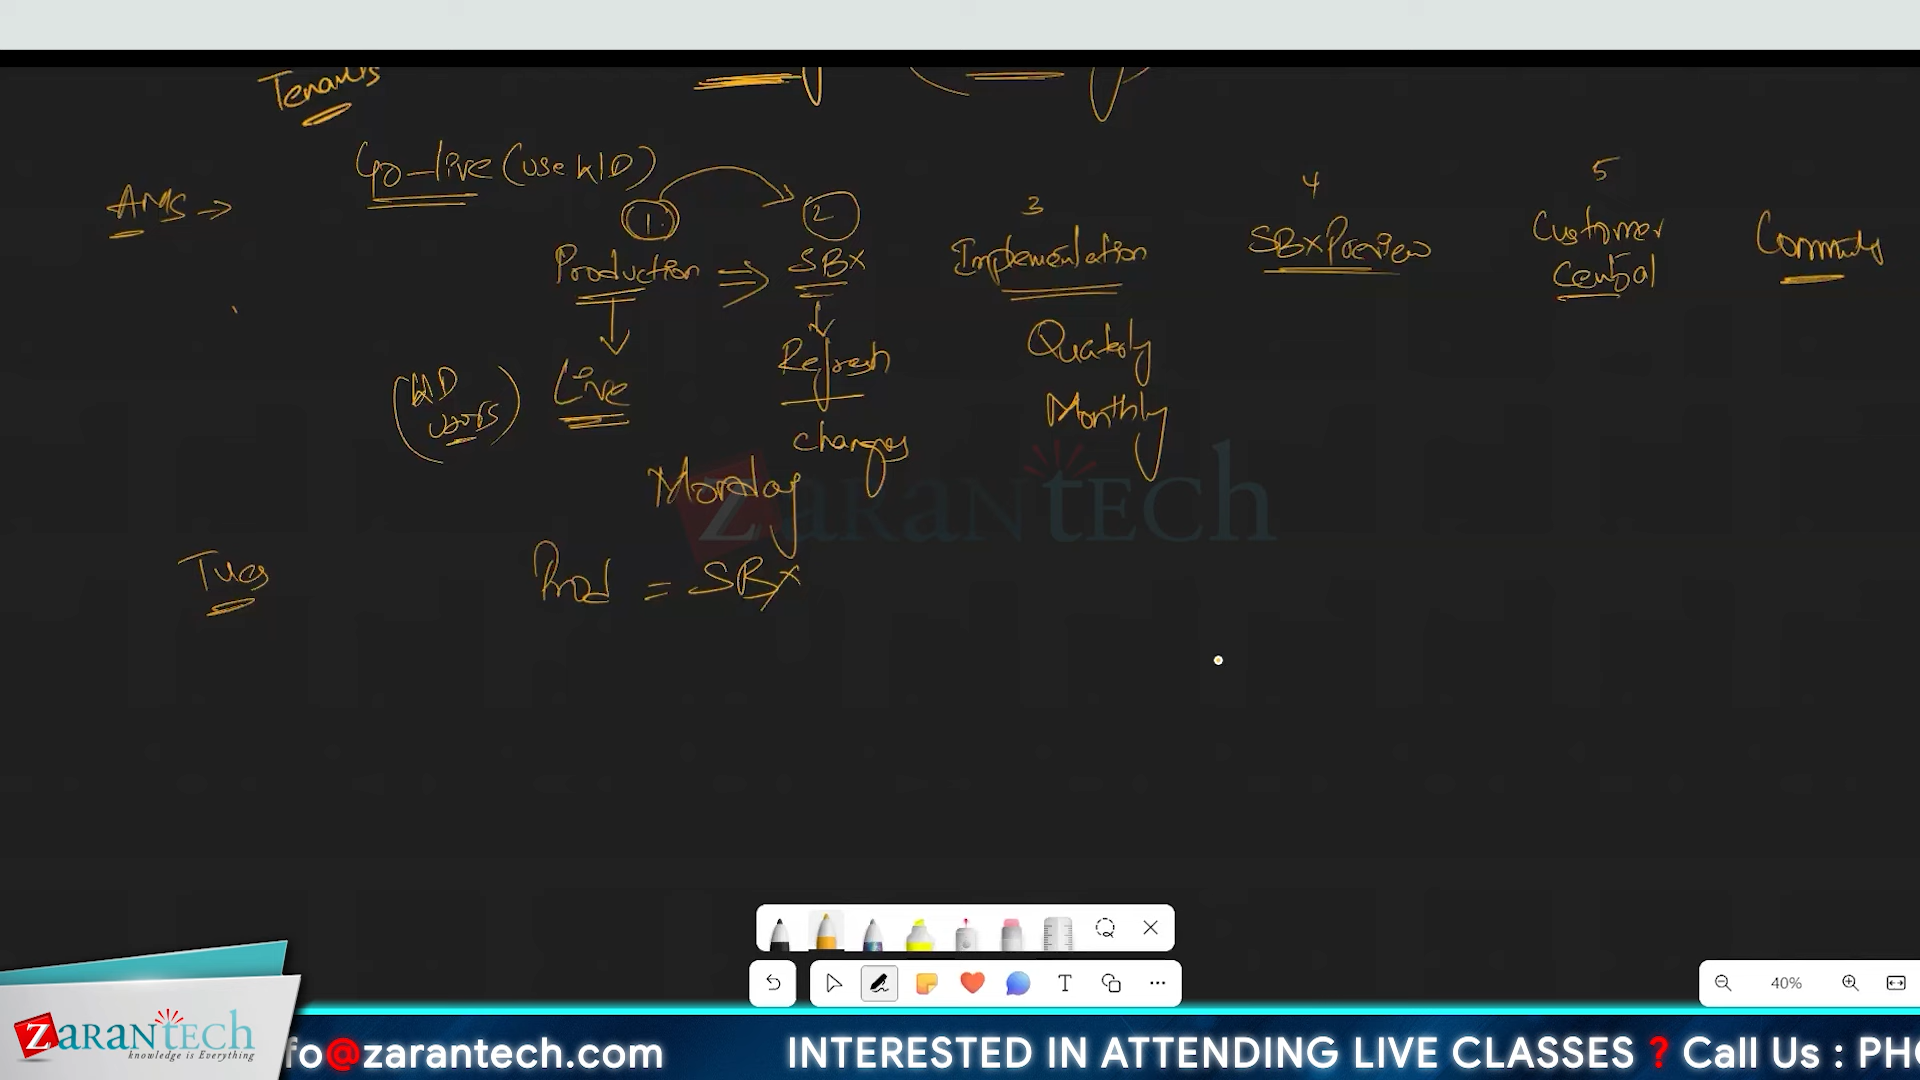 Tenants
Go-live (use WD)
AMS →
1 2 3 4 5
Production ⇒ SBX Implementation SBX Preview Customer Central Community
(WD users) Live Refresh Quaterly
changes Monthly
Monday
Tues Prod = SBX
ZARANTECH
40%
ZARANTECH
knowledge is Everything
fo@zarantech.com INTERESTED IN ATTENDING LIVE CLASSES ? Call Us : PH